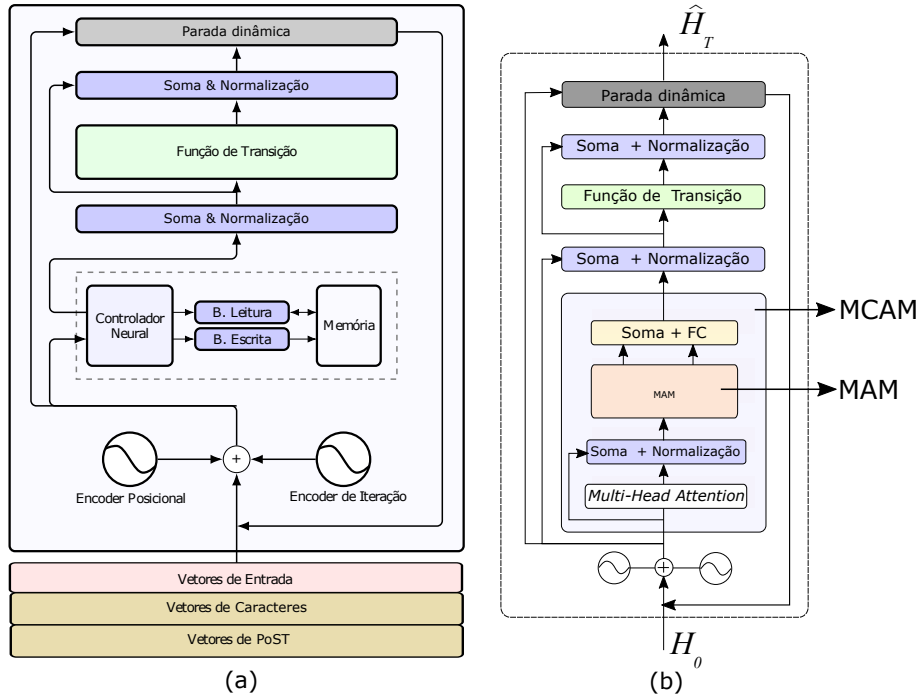 Parada dinâmica
Soma & Normalização
Função de Transição
Soma & Normalização
Controlador
Neural
B. Leitura
B. Escrita
Memória
+
Encoder Posicional
Encoder de Iteração
Vetores de Entrada
Vetores de Caracteres
Vetores de PoST
(a)
Ĥ_T
Parada dinâmica
Soma + Normalização
Função de Transição
Soma + Normalização
MCAM
Soma + FC
MAM
MAM
Soma + Normalização
Multi-Head Attention
+
H_0
(b)